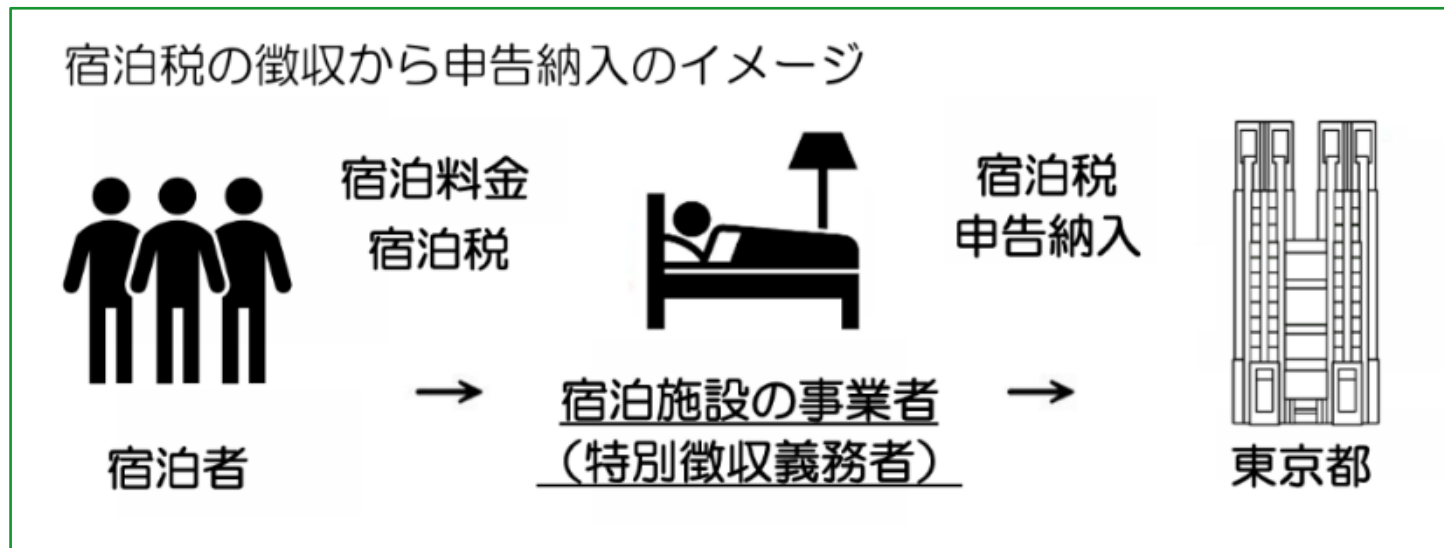 宿泊税の徴収から申告納入のイメージ
宿泊料金
宿泊税
宿泊税
申告納入
宿泊者
宿泊施設の事業者
（特別徴収義務者）
東京都